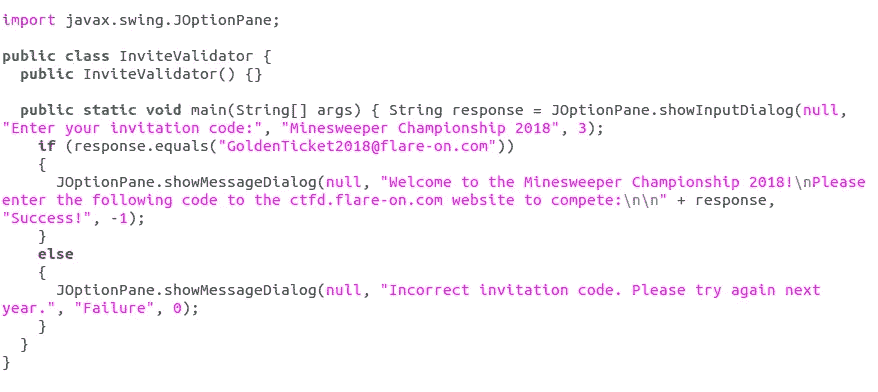 import javax.swing.JOptionPane;
public class InviteValidator {
public InviteValidator() {}
public static void main(String[] args) { String response = JOptionPane.showInputDialog(null,
"Enter your invitation code:", "Minesweeper Championship 2018", 3);
if (response.equals("GoldenTicket2018@flare-on.com"))
{
JOptionPane.showMessageDialog(null, "Welcome to the Minesweeper Championship 2018!\nPlease
enter the following code to the ctfd.flare-on.com website to compete:\n\n" + response,
"Success!", -1);
}
else
{
JOptionPane.showMessageDialog(null, "Incorrect invitation code. Please try again next
year.", "Failure", 0);
}
}
}